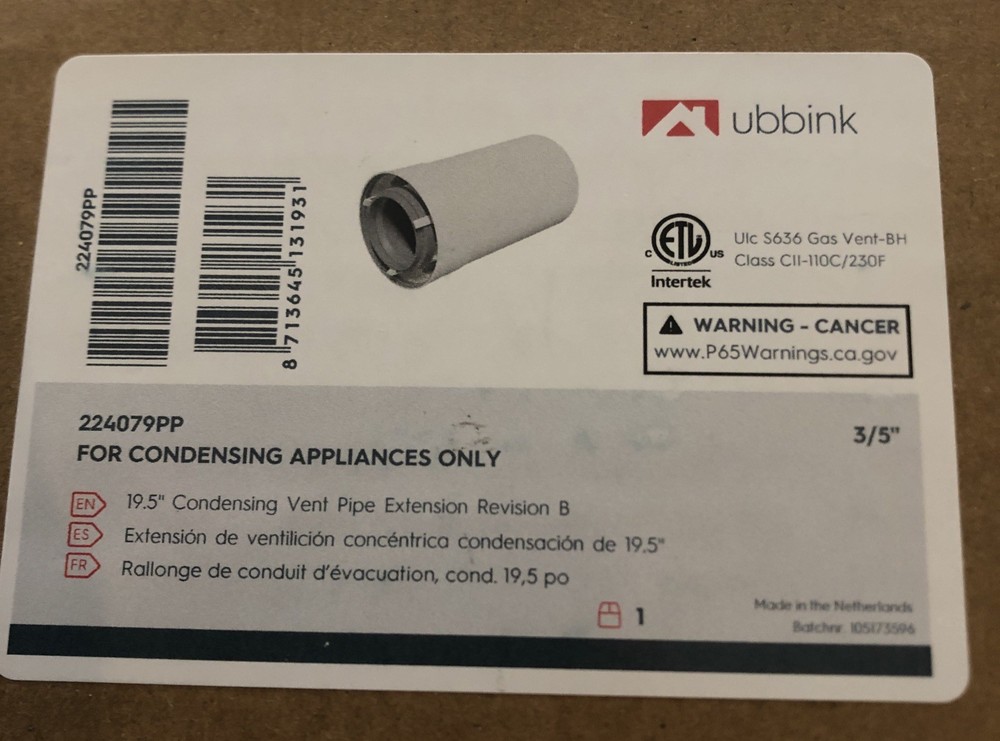 224079PP
8 713645 131931
ubbink
C ETL US
LISTED
Intertek
Ulc S636 Gas Vent-BH
Class CII-110C/230F
WARNING - CANCER
www.P65Warnings.ca.gov
224079PP
3/5"
FOR CONDENSING APPLIANCES ONLY
EN 19.5" Condensing Vent Pipe Extension Revision B
ES Extensión de ventilición concéntrica condensación de 19.5"
FR Rallonge de conduit d'évacuation, cond. 19,5 po
1
Made in the Netherlands
Batchnr. 105173596